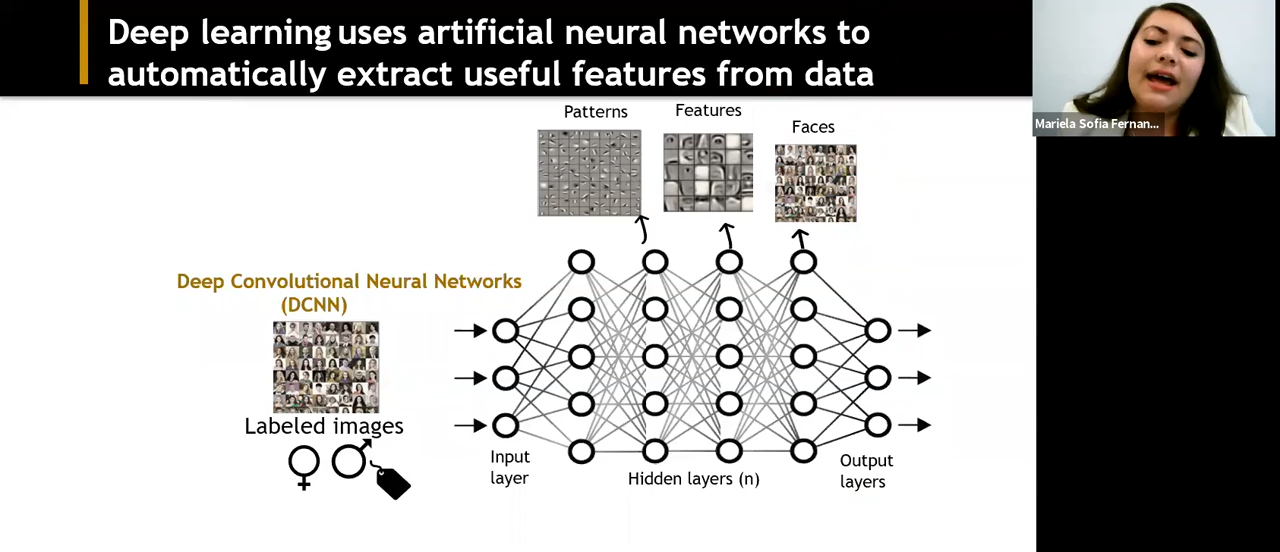 Deep learning uses artificial neural networks to
automatically extract useful features from data
Mariela Sofia Fernan...
Patterns
Features
Faces
Deep Convolutional Neural Networks
(DCNN)
Labeled images
Input
layer
Hidden layers (n)
Output
layers